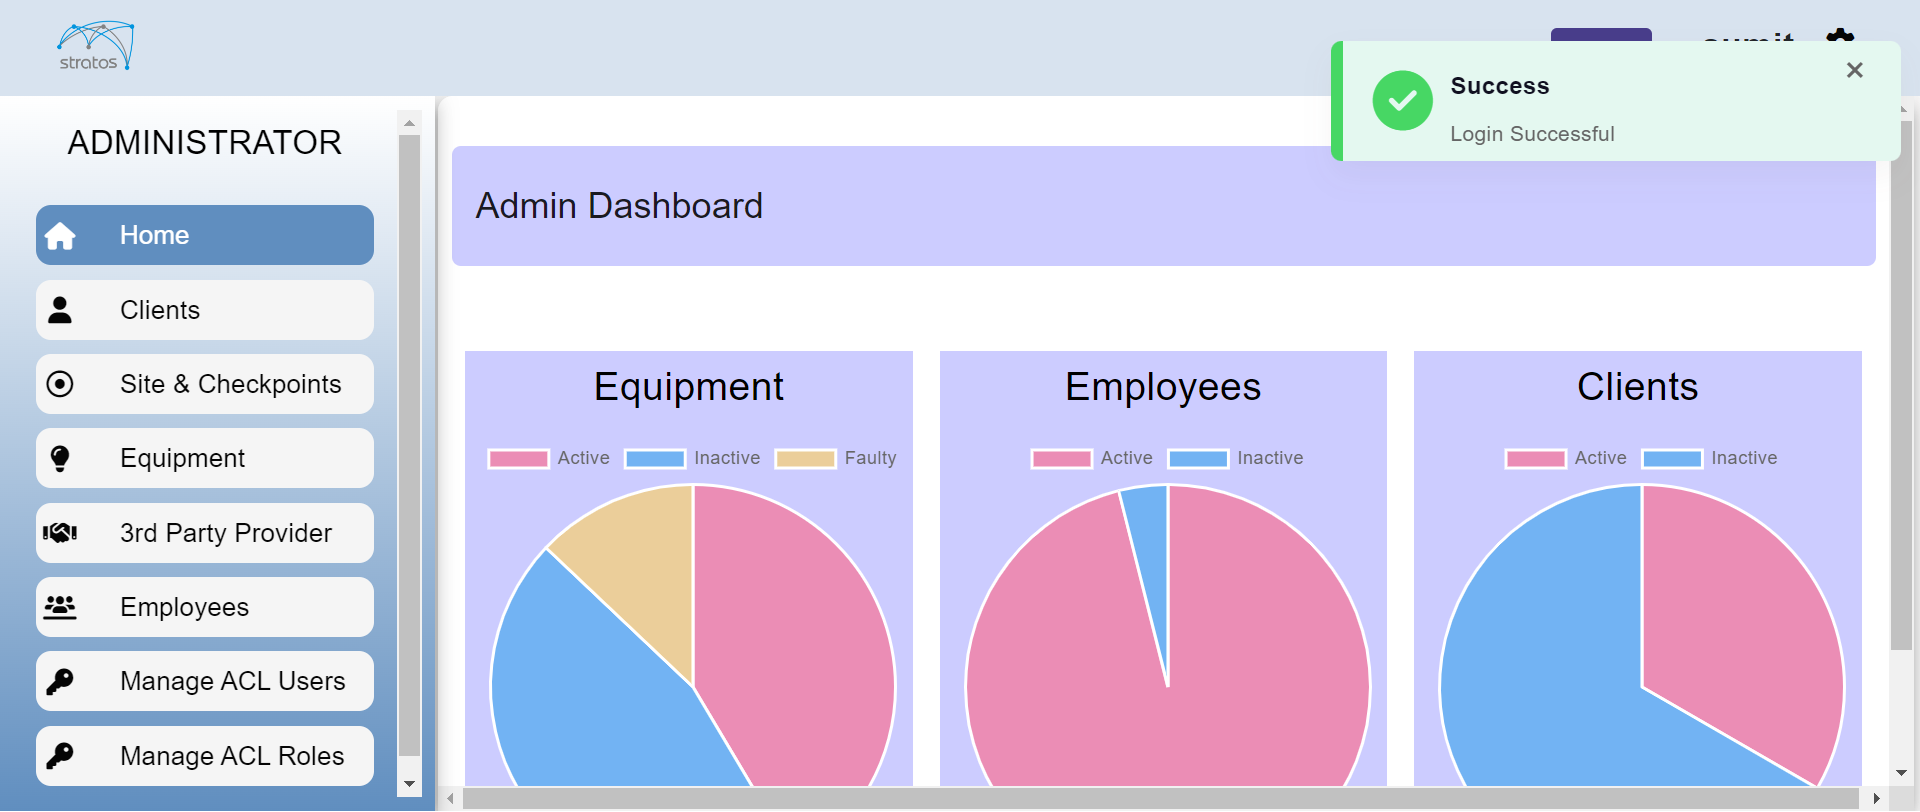 stratos
Success
Login Successful
ADMINISTRATOR
Home
Clients
Site & Checkpoints
Equipment
3rd Party Provider
Employees
Manage ACL Users
Manage ACL Roles
Admin Dashboard
Equipment
Active Inactive Faulty
Employees
Active Inactive
Clients
Active Inactive